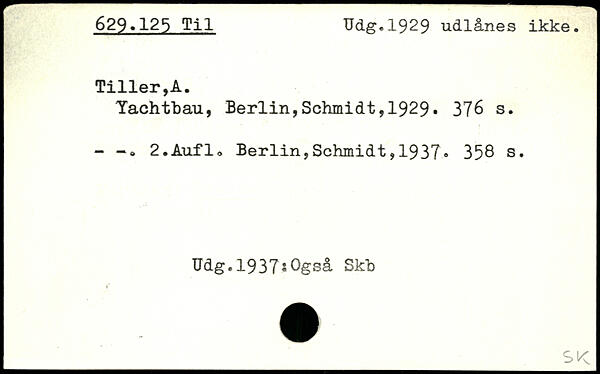 629.125 Til Udg.1929 udlånes ikke.
Tiller,A.
Yachtbau, Berlin,Schmidt,1929. 376 s.
- -. 2.Aufl. Berlin,Schmidt,1937. 358 s.
Udg.1937:Også Skb
SK